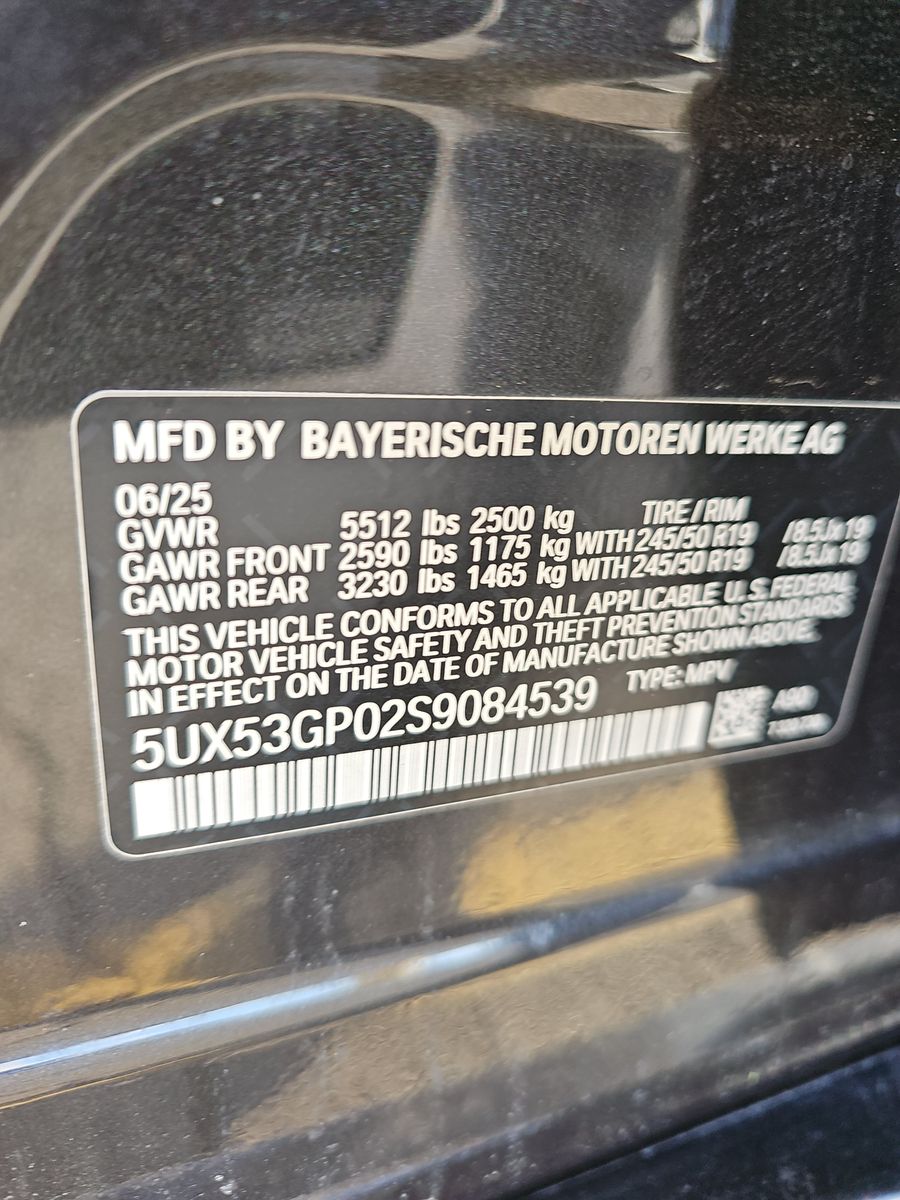 MFD BY BAYERISCHE MOTOREN WERKE AG
06/25
TIRE / RIM
GVWR 5512 lbs 2500 kg
GAWR FRONT 2590 lbs 1175 kg WITH 245/50 R19 /8.5Jx19
GAWR REAR 3230 lbs 1465 kg WITH 245/50 R19 /8.5Jx19
THIS VEHICLE CONFORMS TO ALL APPLICABLE U.S. FEDERAL
MOTOR VEHICLE SAFETY AND THEFT PREVENTION STANDARDS
IN EFFECT ON THE DATE OF MANUFACTURE SHOWN ABOVE.
5UX53GP02S9084539 TYPE: MPV